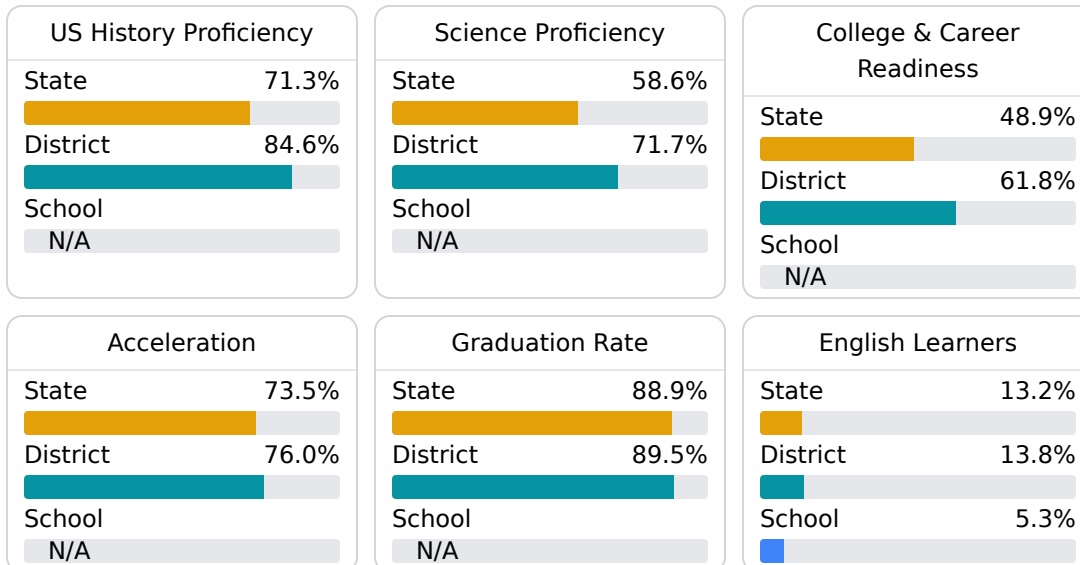 US History Proficiency
State 71.3%
District 84.6%
School
N/A
Science Proficiency
State 58.6%
District 71.7%
School
N/A
College & Career
Readiness
State 48.9%
District 61.8%
School
N/A
Acceleration
State 73.5%
District 76.0%
School
N/A
Graduation Rate
State 88.9%
District 89.5%
School
N/A
English Learners
State 13.2%
District 13.8%
School 5.3%